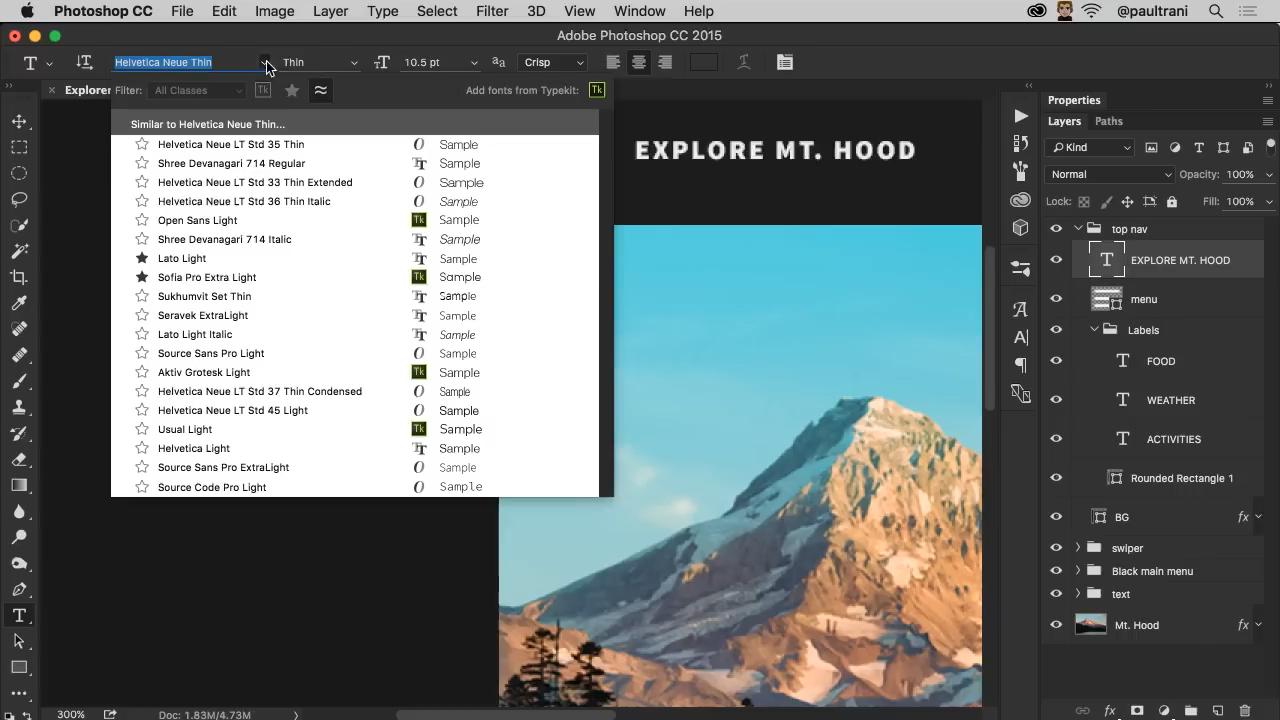 Photoshop CC File Edit Image Layer Type Select Filter 3D View Window Help @paultrani
Adobe Photoshop CC 2015
Helvetica Neue Thin Thin 10.5 pt Crisp
Explorer
Filter: All Classes Tk Add fonts from Typekit: Tk
Similar to Helvetica Neue Thin...
Helvetica Neue LT Std 35 Thin Sample
Shree Devanagari 714 Regular Sample
Helvetica Neue LT Std 33 Thin Extended Sample
Helvetica Neue LT Std 36 Thin Italic Sample
Open Sans Light Tk Sample
Shree Devanagari 714 Italic Sample
Lato Light Sample
Sofia Pro Extra Light Tk Sample
Sukhumvit Set Thin Sample
Seravek ExtraLight Sample
Lato Light Italic Sample
Source Sans Pro Light Sample
Aktiv Grotesk Light Tk Sample
Helvetica Neue LT Std 37 Thin Condensed Sample
Helvetica Neue LT Std 45 Light Sample
Usual Light Tk Sample
Helvetica Light Sample
Source Sans Pro ExtraLight Sample
Source Code Pro Light Sample
EXPLORE MT. HOOD
Properties
Layers Paths
Kind
Normal Opacity: 100%
Lock: Fill: 100%
top nav
EXPLORE MT. HOOD
menu
Labels
FOOD
WEATHER
ACTIVITIES
Rounded Rectangle 1
BG fx
swiper
Black main menu
text
Mt. Hood fx
300% Doc: 1.83M/4.73M
fx